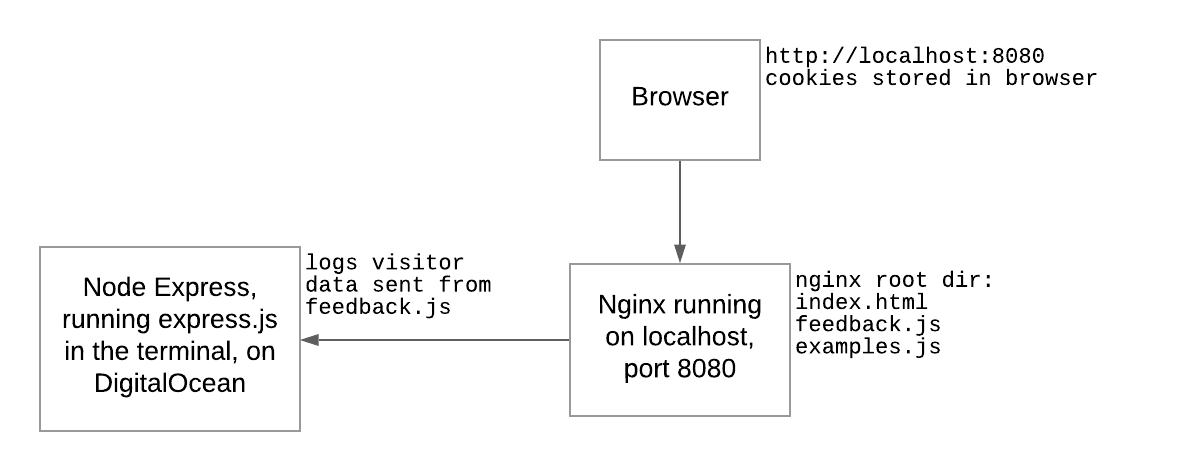 Browser
http://localhost:8080
cookies stored in browser
Node Express,
running express.js
in the terminal, on
DigitalOcean
logs visitor
data sent from
feedback.js
Nginx running
on localhost,
port 8080
nginx root dir:
index.html
feedback.js
examples.js